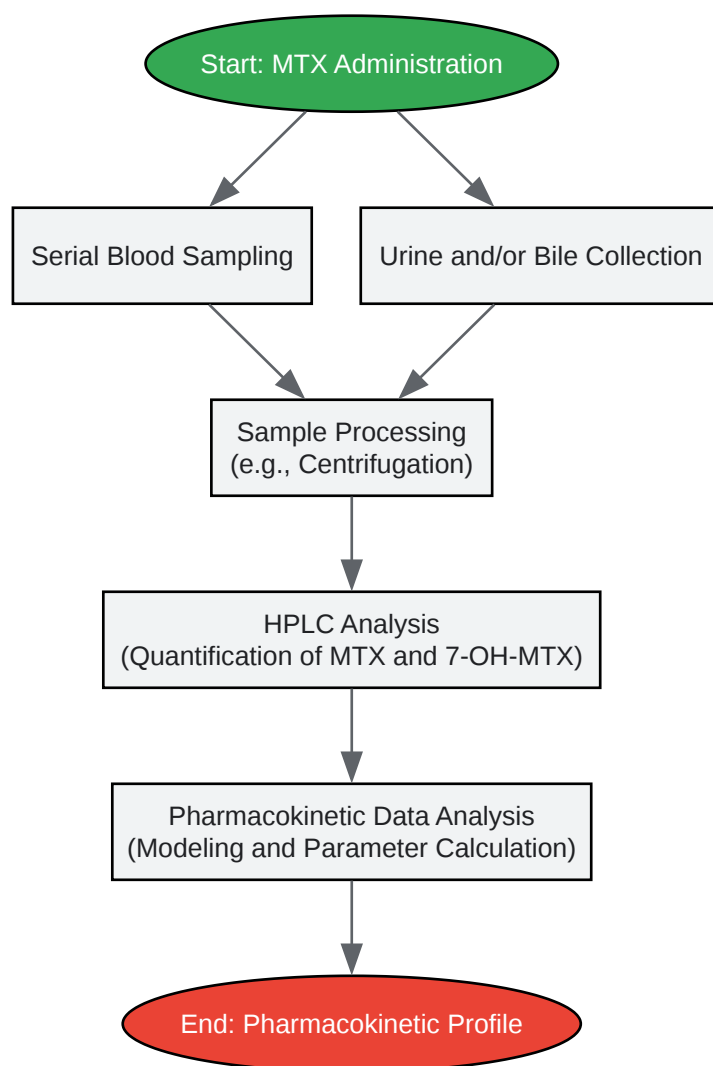 Start: MTX Administration
Serial Blood Sampling
Urine and/or Bile Collection
Sample Processing
(e.g., Centrifugation)
HPLC Analysis
(Quantification of MTX and 7-OH-MTX)
Pharmacokinetic Data Analysis
(Modeling and Parameter Calculation)
End: Pharmacokinetic Profile